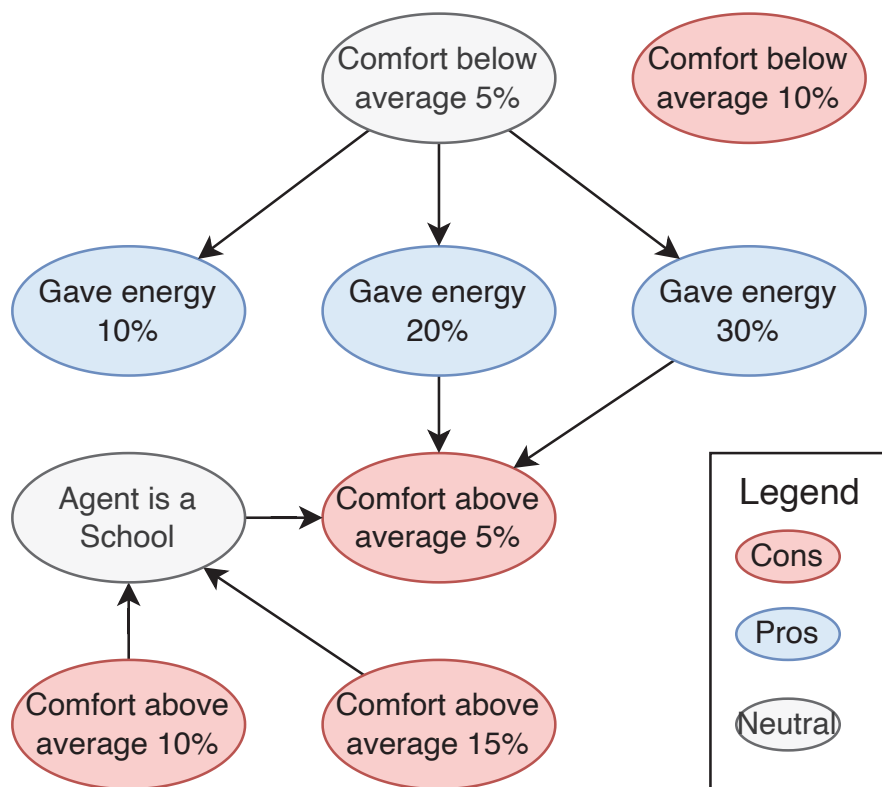 Comfort below
average 5%
Comfort below
average 10%
Gave energy
10%
Gave energy
20%
Gave energy
30%
Agent is a
School
Comfort above
average 5%
Comfort above
average 10%
Comfort above
average 15%
Legend
Cons
Pros
Neutral